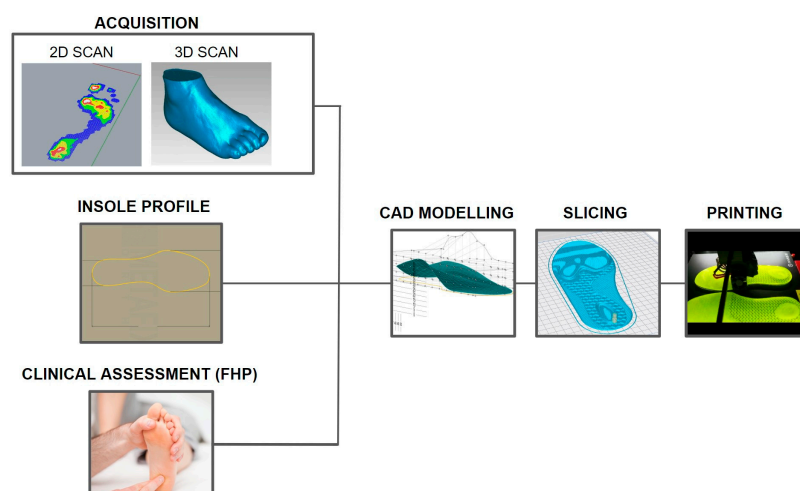 ACQUISITION
2D SCAN
3D SCAN
INSOLE PROFILE
CAD MODELLING
SLICING
PRINTING
CLINICAL ASSESSMENT (FHP)